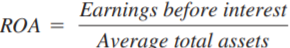 ROA = Earnings before interest
Average total assets